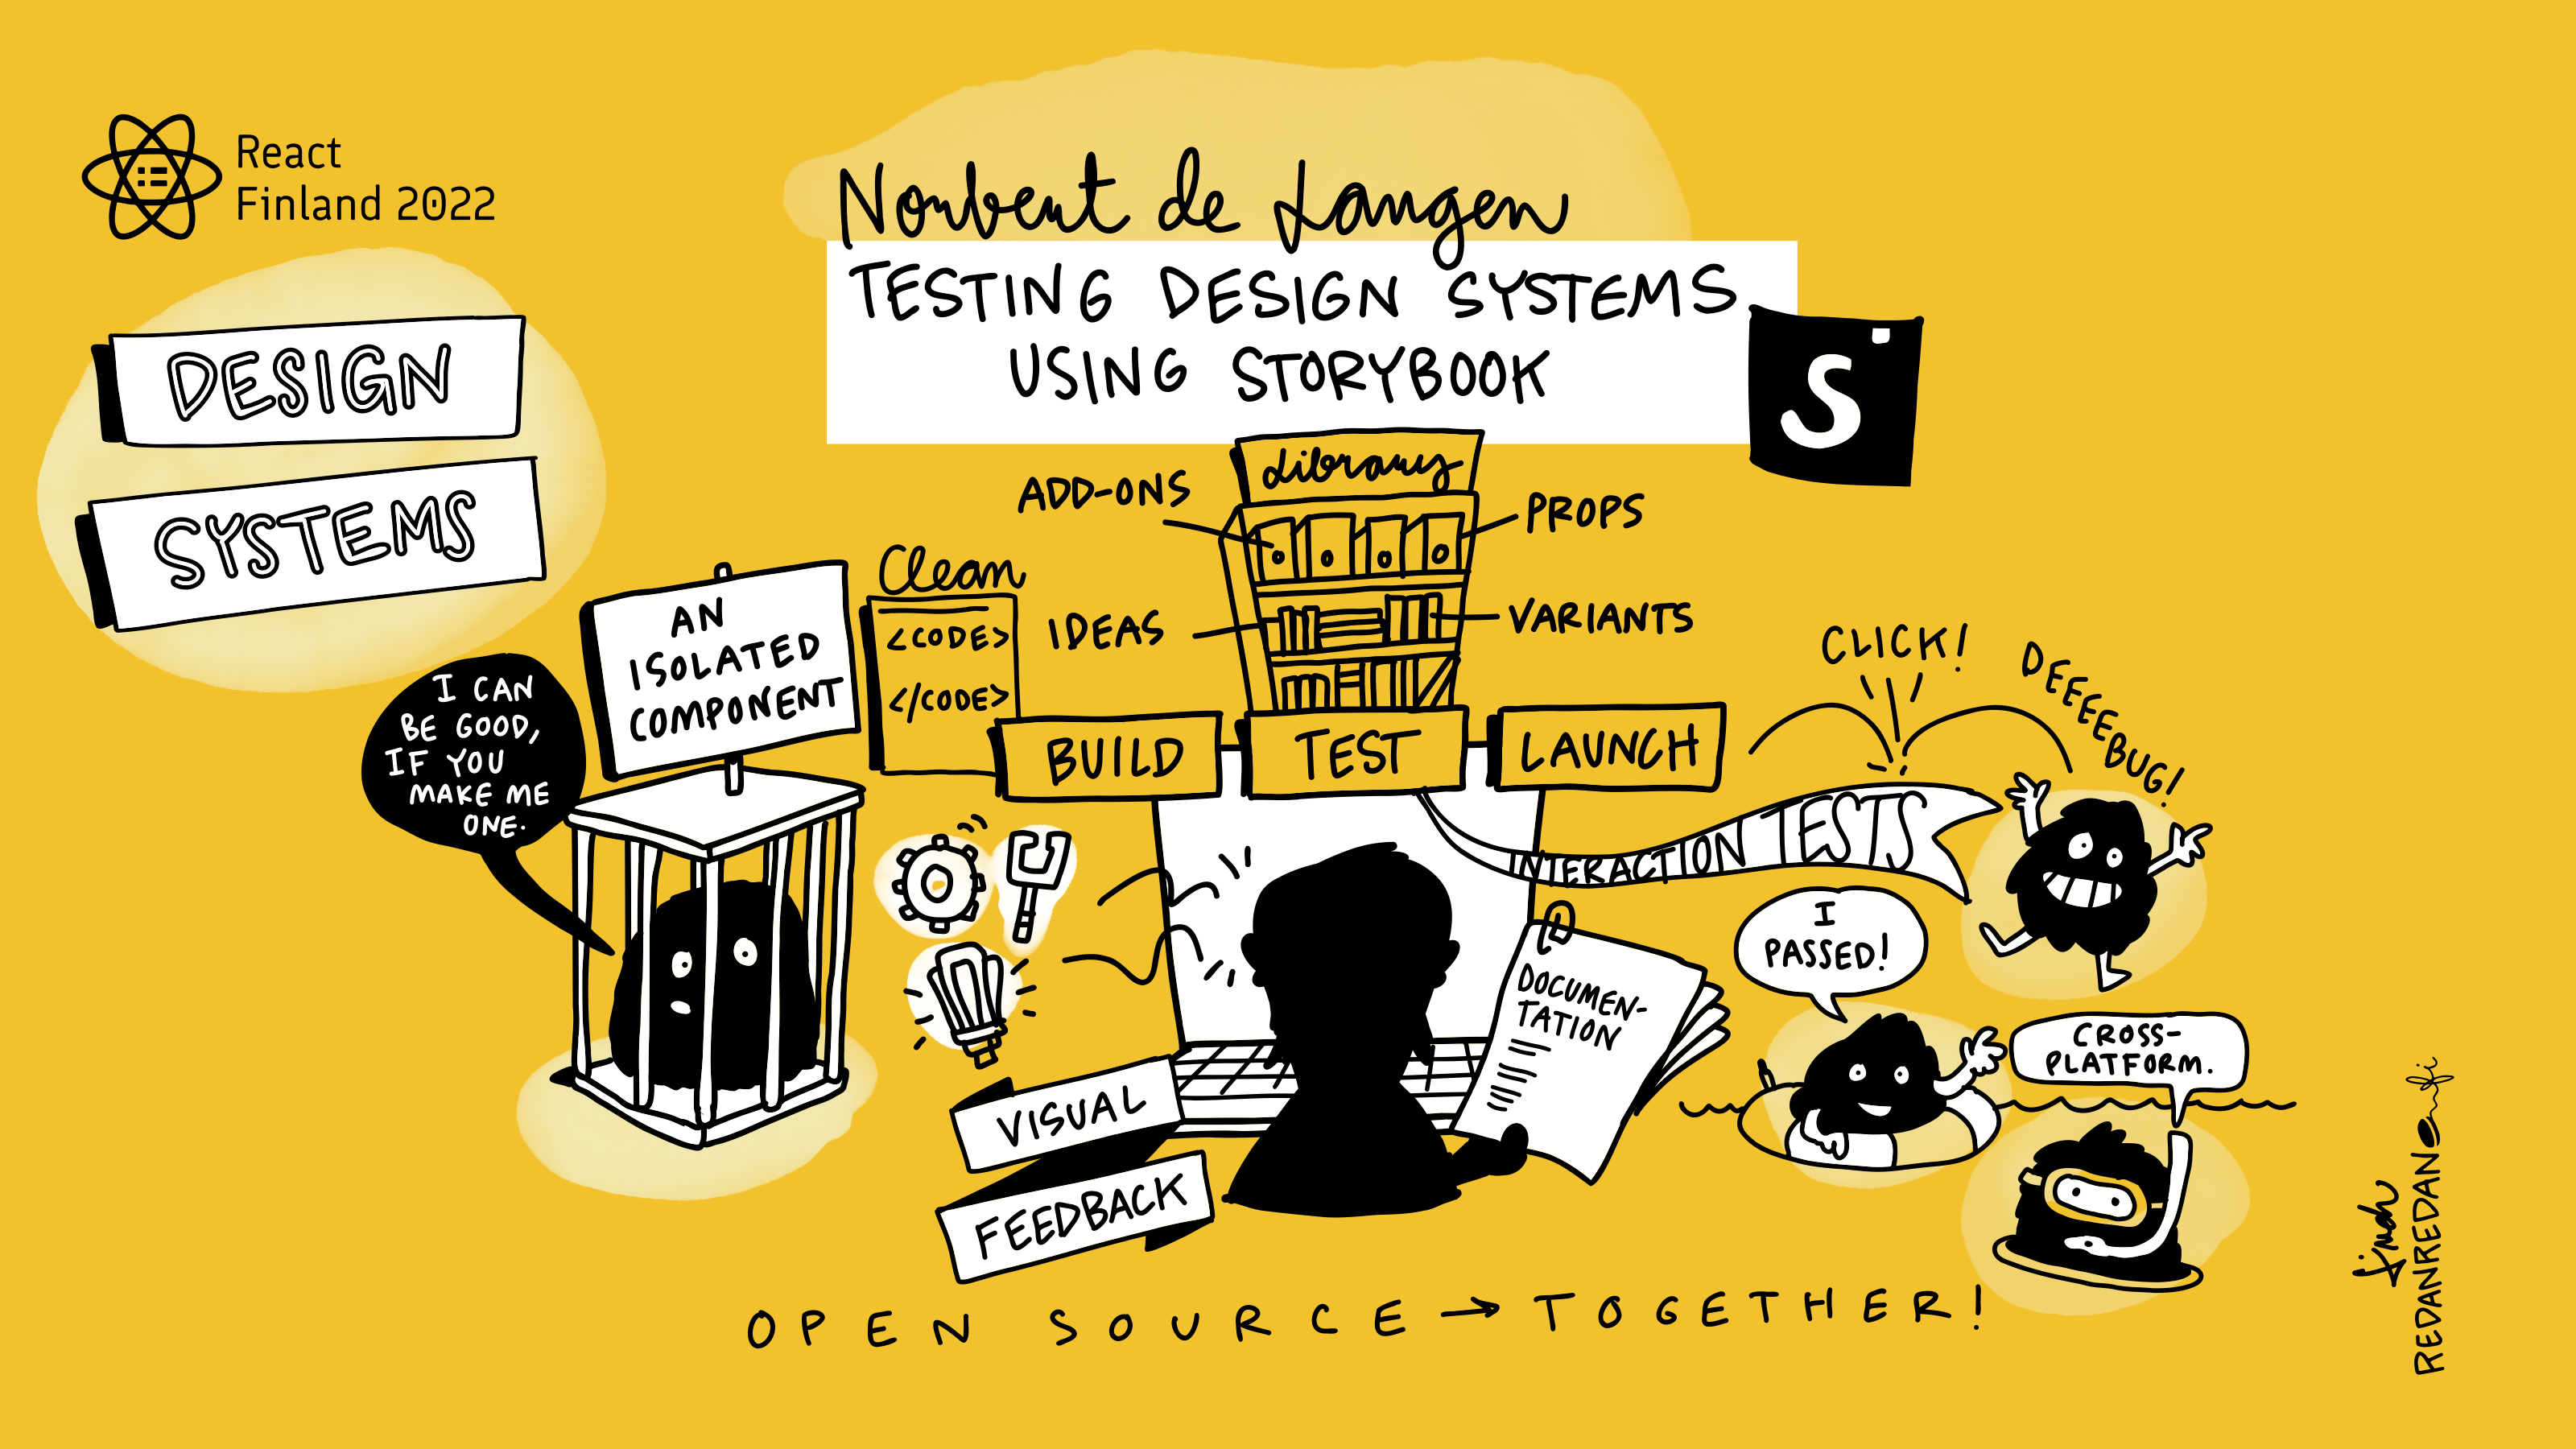 React
Finland 2022
DESIGN
SYSTEMS
Norbert de Langen
TESTING DESIGN SYSTEMS
USING STORYBOOK
S
Library
ADD-ONS
PROPS
IDEAS
VARIANTS
Clean
<CODE>
</CODE>
AN
ISOLATED
COMPONENT
I CAN
BE GOOD,
IF YOU
MAKE ME
ONE.
BUILD
TEST
LAUNCH
CLICK!
DEEEEEBUG!
INTERACTION TESTS
I
PASSED!
CROSS-
PLATFORM.
DOCUMEN-
TATION
VISUAL
FEEDBACK
OPEN SOURCE → TOGETHER!
REDANREDAN